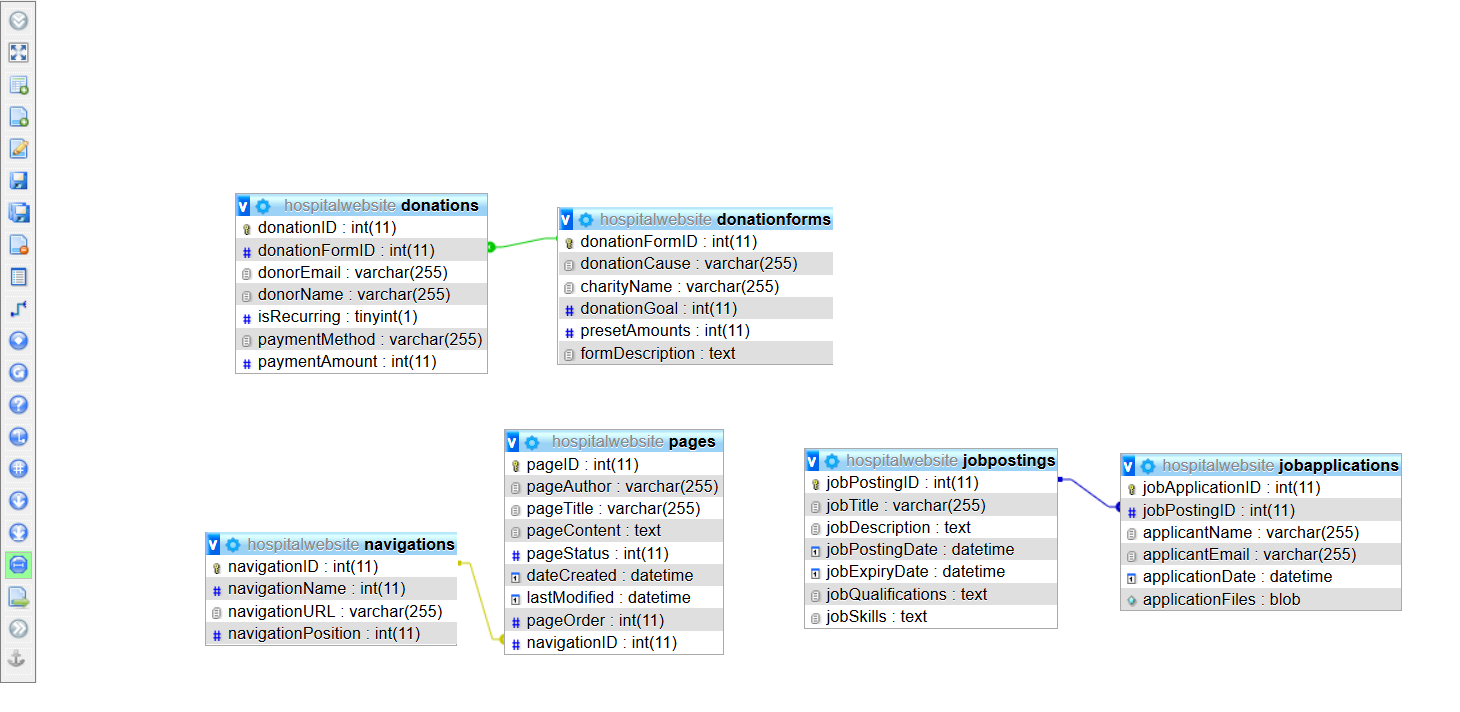 v hospitalwebsite donations
donationID : int(11)
# donationFormID : int(11)
donorEmail : varchar(255)
donorName : varchar(255)
# isRecurring : tinyint(1)
paymentMethod : varchar(255)
# paymentAmount : int(11)
v hospitalwebsite donationforms
donationFormID : int(11)
donationCause : varchar(255)
charityName : varchar(255)
# donationGoal : int(11)
# presetAmounts : int(11)
formDescription : text
v hospitalwebsite pages
pageID : int(11)
pageAuthor : varchar(255)
pageTitle : varchar(255)
pageContent : text
# pageStatus : int(11)
dateCreated : datetime
lastModified : datetime
# pageOrder : int(11)
# navigationID : int(11)
v hospitalwebsite navigations
navigationID : int(11)
# navigationName : int(11)
navigationURL : varchar(255)
# navigationPosition : int(11)
v hospitalwebsite jobpostings
jobPostingID : int(11)
jobTitle : varchar(255)
jobDescription : text
jobPostingDate : datetime
jobExpiryDate : datetime
jobQualifications : text
jobSkills : text
v hospitalwebsite jobapplications
jobApplicationID : int(11)
# jobPostingID : int(11)
applicantName : varchar(255)
applicantEmail : varchar(255)
applicationDate : datetime
applicationFiles : blob